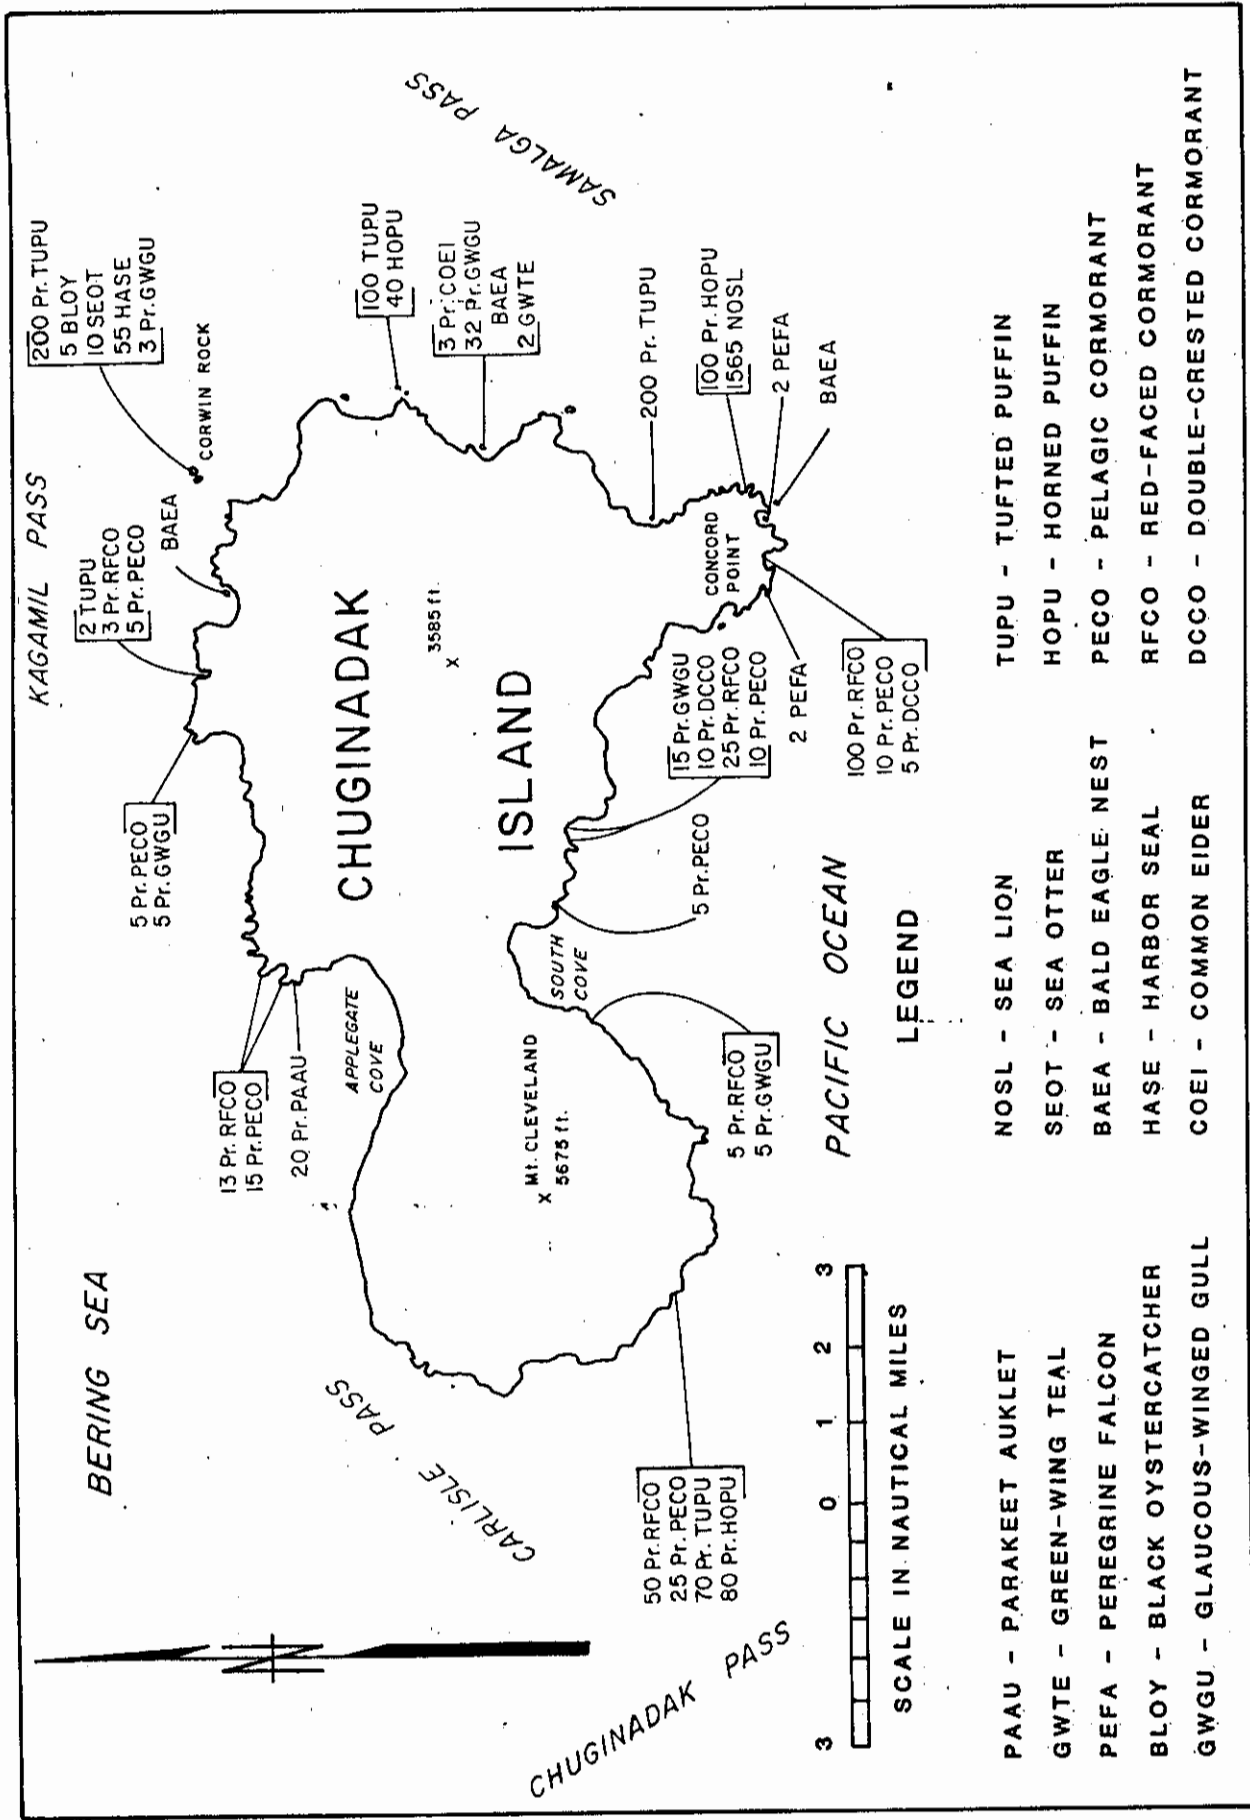 BERING SEA
KAGAMIL PASS
200 Pr. TUPU
5 BLOY
10 SEOT
55 HASE
3 Pr. GWGU
CORWIN ROCK
2 TUPU
3 Pr. RFCO
5 Pr. PECO
BAEA
5 Pr. PECO
5 Pr. GWGU
13 Pr. RFCO
15 Pr. PECO
20 Pr. PAAU
APPLEGATE
COVE
100 TUPU
40 HOPU
3 Pr. COEI
32 Pr. GWGU
BAEA
2 GWTE
SAMALGA PASS
CHUGINADAK
ISLAND
3585 ft.
X
Mt. CLEVELAND
X
5675 ft.
SOUTH
COVE
CARLISLE PASS
CHUGINADAK PASS
200 Pr. TUPU
CONCORD
POINT
100 Pr. HOPU
1565 NOSL
2 PEFA
BAEA
15 Pr. GWGU
10 Pr. DCCO
25 Pr. RFCO
10 Pr. PECO
2 PEFA
100 Pr. RFCO
10 Pr. PECO
5 Pr. DCCO
5 Pr. PECO
5 Pr. RFCO
5 Pr. GWGU
50 Pr. RFCO
25 Pr. PECO
70 Pr. TUPU
80 Pr. HOPU
PACIFIC OCEAN
3 0 1 2 3
SCALE IN NAUTICAL MILES
LEGEND
PAAU - PARAKEET AUKLET
GWTE - GREEN-WING TEAL
PEFA - PEREGRINE FALCON
BLOY - BLACK OYSTERCATCHER
GWGU - GLAUCOUS-WINGED GULL
NOSL - SEA LION
SEOT - SEA OTTER
BAEA - BALD EAGLE NEST
HASE - HARBOR SEAL
COEI - COMMON EIDER
TUPU - TUFTED PUFFIN
HOPU - HORNED PUFFIN
PECO - PELAGIC CORMORANT
RFCO - RED-FACED CORMORANT
DCCO - DOUBLE-CRESTED CORMORANT